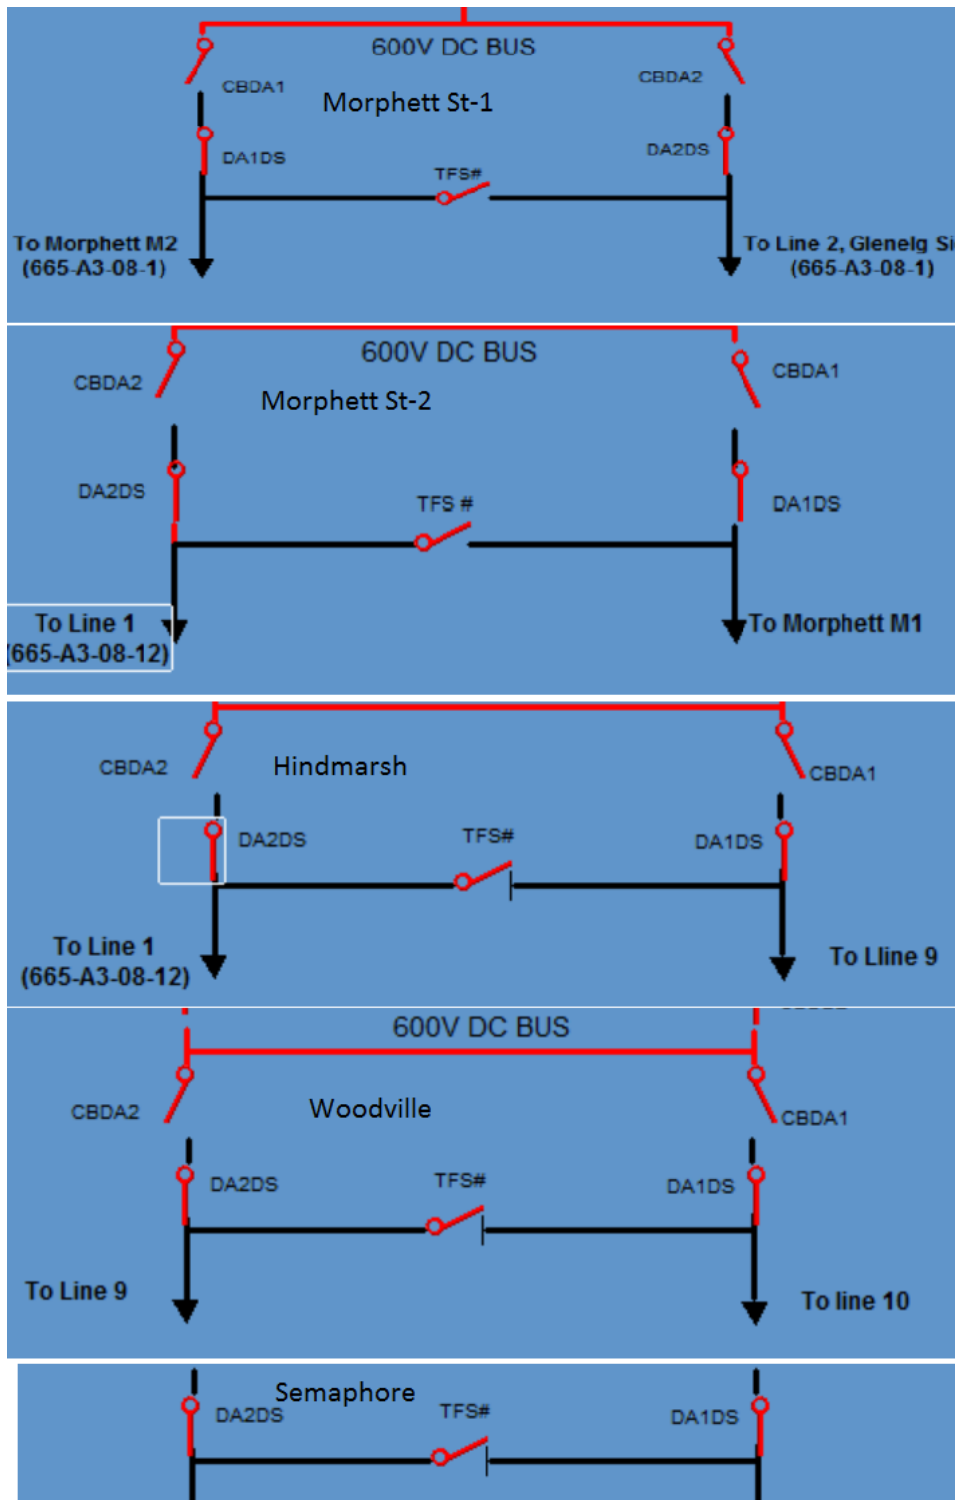 600V DC BUS
CBDA1
CBDA2
Morphett St-1
DA1DS
DA2DS
TFS#
To Morphett M2
(665-A3-08-1)
To Line 2, Glenelg Si
(665-A3-08-1)
600V DC BUS
CBDA2
CBDA1
Morphett St-2
DA2DS
TFS #
DA1DS
To Line 1
(665-A3-08-12)
To Morphett M1
CBDA2
Hindmarsh
CBDA1
DA2DS
TFS#
DA1DS
To Line 1
(665-A3-08-12)
To Lline 9
600V DC BUS
CBDA2
Woodville
CBDA1
DA2DS
TFS#
DA1DS
To Line 9
To line 10
Semaphore
DA2DS
TFS#
DA1DS